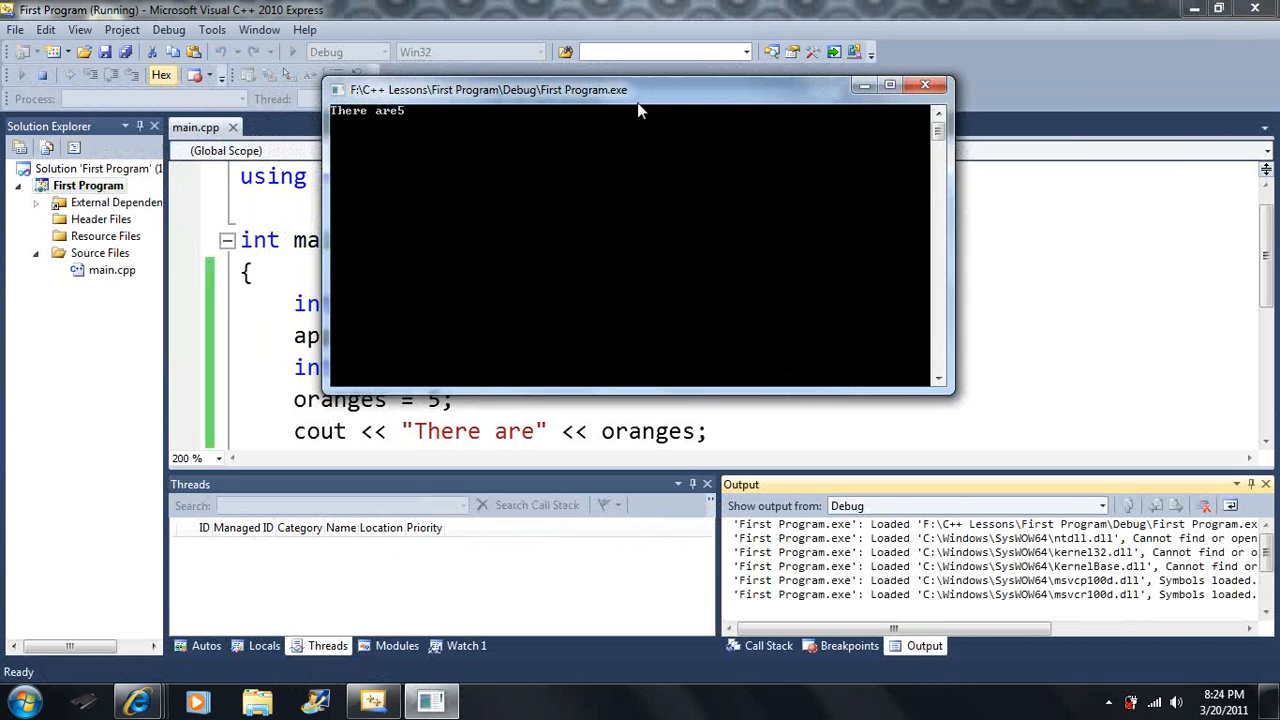 First Program (Running) - Microsoft Visual C++ 2010 Express
File Edit View Project Debug Tools Window Help
Debug Win32
Hex
Process: Thread:
F:\C++ Lessons\First Program\Debug\First Program.exe
There are5
Solution Explorer
main.cpp
(Global Scope)
Solution 'First Program' (1
First Program
External Depender
Header Files
Resource Files
Source Files
main.cpp
using
int ma
{
in
ap
in
oranges = 5;
cout << "There are" << oranges;
200 %
Threads
Search: Search Call Stack
ID Managed ID Category Name Location Priority
Output
Show output from: Debug
'First Program.exe': Loaded 'F:\C++ Lessons\First Program\Debug\First Program.ex
'First Program.exe': Loaded 'C:\Windows\SysWOW64\ntdll.dll', Cannot find or open
'First Program.exe': Loaded 'C:\Windows\SysWOW64\kernel32.dll', Cannot find or o
'First Program.exe': Loaded 'C:\Windows\SysWOW64\KernelBase.dll', Cannot find or
'First Program.exe': Loaded 'C:\Windows\SysWOW64\msvcp100d.dll', Symbols loaded.
'First Program.exe': Loaded 'C:\Windows\SysWOW64\msvcr100d.dll', Symbols loaded.
Autos Locals Threads Modules Watch 1
Call Stack Breakpoints Output
Ready
8:24 PM
3/20/2011